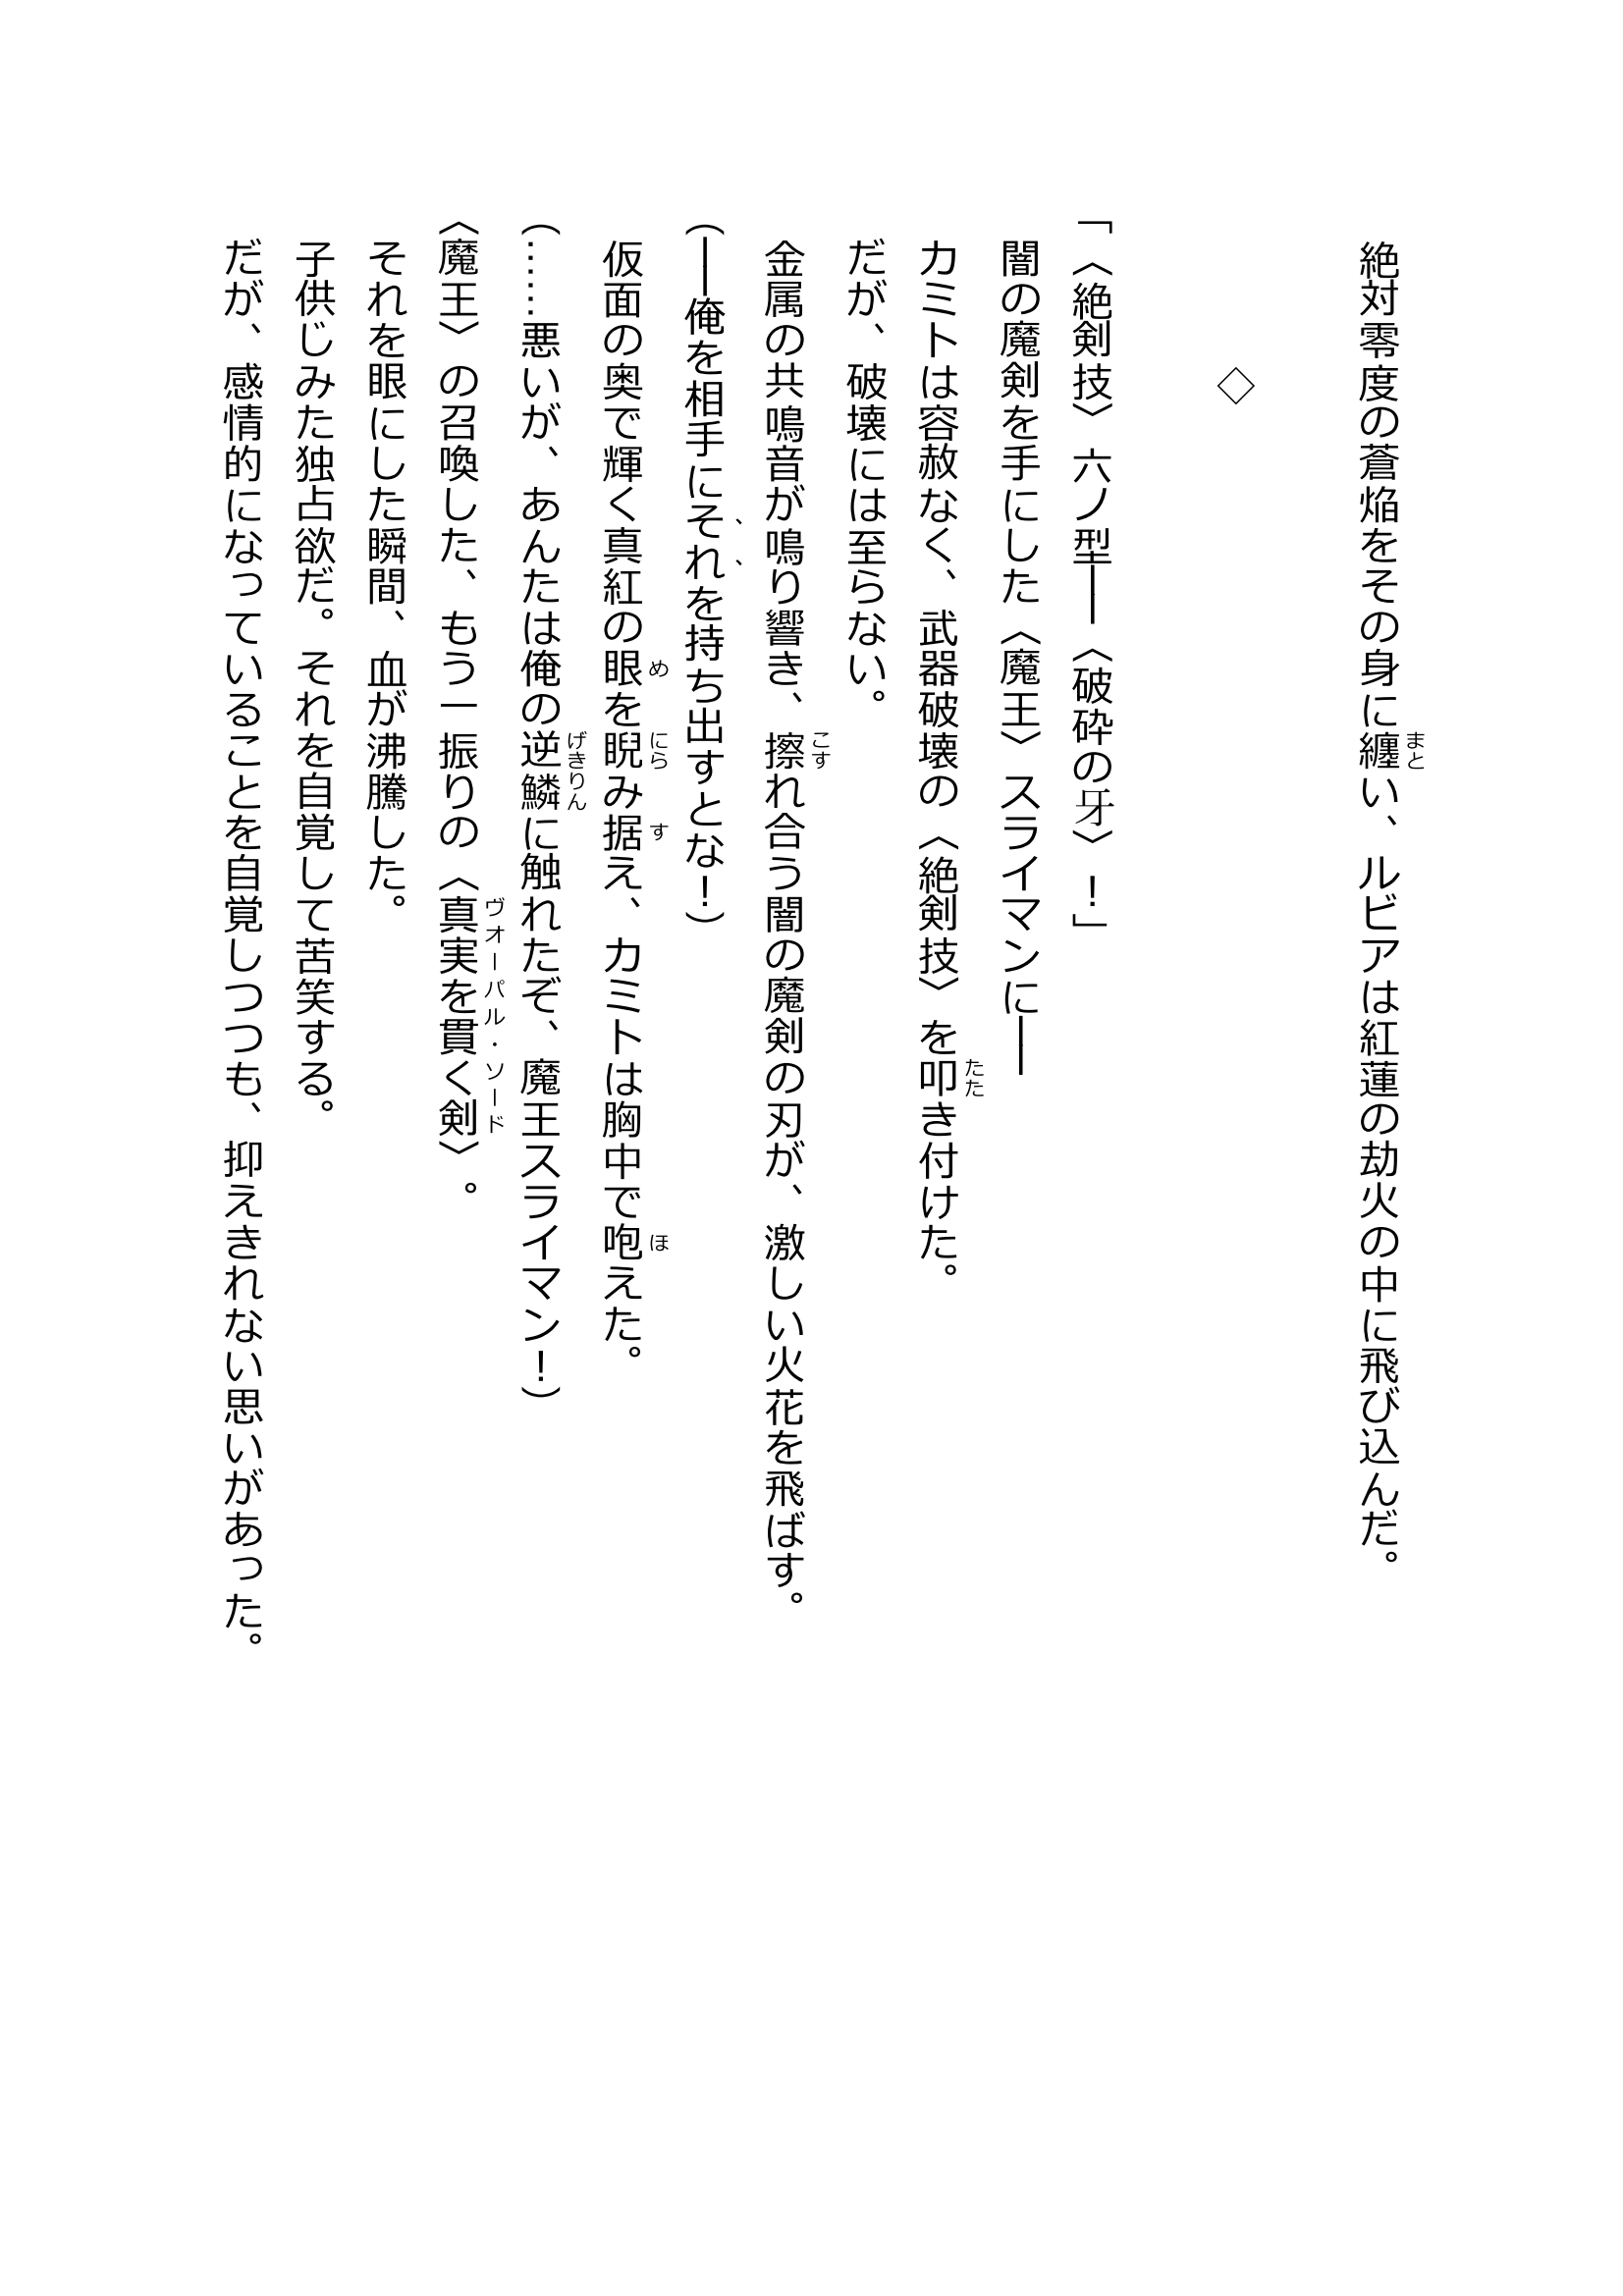 絶対零度の蒼焔をその身に纏い、ルビアは紅蓮の劫火の中に飛び込んだ。
◇
「〈絶剣技〉六ノ型――〈破砕の牙〉！」
闇の魔剣を手にした〈魔王〉スライマンに――
カミトは容赦なく、武器破壊の〈絶剣技〉を叩き付けた。
だが、破壊には至らない。
金属の共鳴音が鳴り響き、擦れ合う闇の魔剣の刃が、激しい火花を飛ばす。
（――俺を相手にそれを持ち出すとな！）
仮面の奥で輝く真紅の眼を睨み据え、カミトは胸中で咆えた。
（……悪いが、あんたは俺の逆鱗に触れたぞ、魔王スライマン！）
〈魔王〉の召喚した、もう一振りの〈真実を貫く剣〉。
それを眼にした瞬間、血が沸騰した。
子供じみた独占欲だ。それを自覚して苦笑する。
だが、感情的になっていることを自覚しつつも、抑えきれない思いがあった。